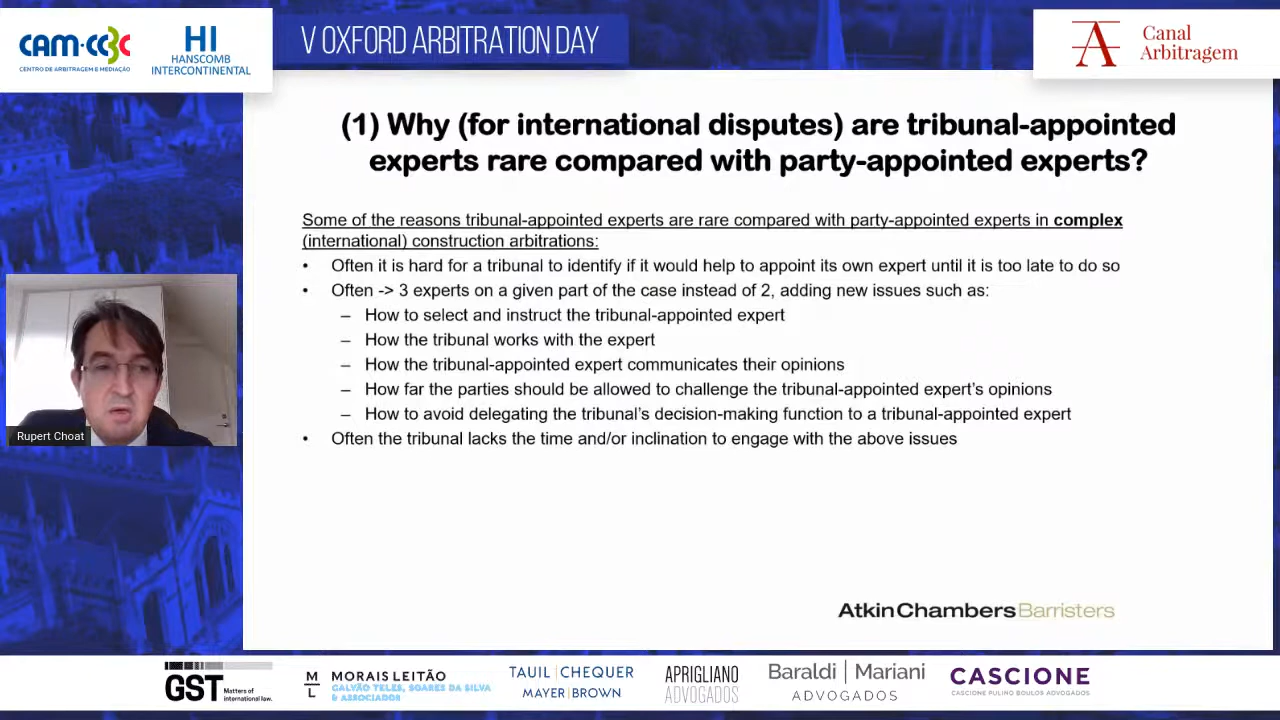 CAM-CCBC
CENTRO DE ARBITRAGEM E MEDIAÇÃO
HI
HANSCOMB
INTERCONTINENTAL
V OXFORD ARBITRATION DAY
A
Canal
Arbitragem
(1) Why (for international disputes) are tribunal-appointed
experts rare compared with party-appointed experts?
Some of the reasons tribunal-appointed experts are rare compared with party-appointed experts in complex
(international) construction arbitrations:
• Often it is hard for a tribunal to identify if it would help to appoint its own expert until it is too late to do so
• Often -> 3 experts on a given part of the case instead of 2, adding new issues such as:
– How to select and instruct the tribunal-appointed expert
– How the tribunal works with the expert
– How the tribunal-appointed expert communicates their opinions
– How far the parties should be allowed to challenge the tribunal-appointed expert's opinions
– How to avoid delegating the tribunal's decision-making function to a tribunal-appointed expert
• Often the tribunal lacks the time and/or inclination to engage with the above issues
Rupert Choat
AtkinChambersBarristers
GST Matters of
international law.
M
L
MORAIS LEITÃO
GALVÃO TELES, SOARES DA SILVA
& ASSOCIADOS
TAUIL | CHEQUER
MAYER | BROWN
APRIGLIANO
ADVOGADOS
Baraldi | Mariani
ADVOGADOS
CASCIONE
CASCIONE PULINO BOULOS ADVOGADOS